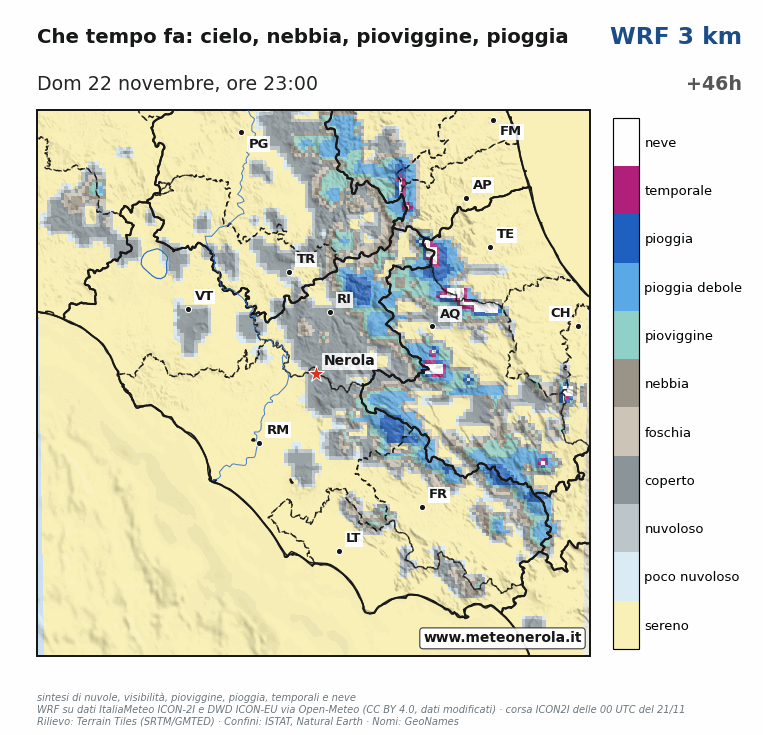 Che tempo fa: cielo, nebbia, pioviggine, pioggia
WRF 3 km
Dom 22 novembre, ore 23:00
+46h
FM
PG
AP
TE
TR
VT
RI
AQ
CH
Nerola
RM
FR
LT
www.meteonerola.it
neve
temporale
pioggia
pioggia debole
pioviggine
nebbia
foschia
coperto
nuvoloso
poco nuvoloso
sereno
sintesi di nuvole, visibilità, pioviggine, pioggia, temporali e neve
WRF su dati ItaliaMeteo ICON-2I e DWD ICON-EU via Open-Meteo (CC BY 4.0, dati modificati) · corsa ICON2I delle 00 UTC del 21/11
Rilievo: Terrain Tiles (SRTM/GMTED) · Confini: ISTAT, Natural Earth · Nomi: GeoNames